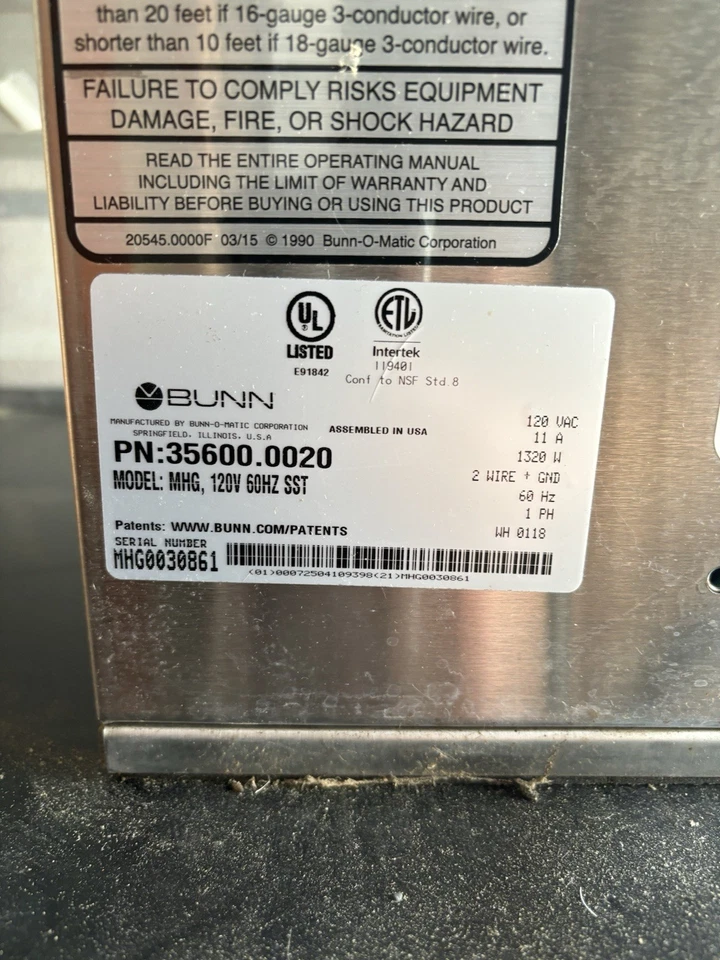 than 20 feet if 16-gauge 3-conductor wire, or
shorter than 10 feet if 18-gauge 3-conductor wire.
FAILURE TO COMPLY RISKS EQUIPMENT
DAMAGE, FIRE, OR SHOCK HAZARD
READ THE ENTIRE OPERATING MANUAL
INCLUDING THE LIMIT OF WARRANTY AND
LIABILITY BEFORE BUYING OR USING THIS PRODUCT
20545.0000F 03/15 © 1990 Bunn-O-Matic Corporation
UL
LISTED
E91842
ETL
Intertek
119401
Conf to NSF Std.8
BUNN
MANUFACTURED BY BUNN-O-MATIC CORPORATION
SPRINGFIELD, ILLINOIS, U.S.A
ASSEMBLED IN USA
PN:35600.0020
MODEL: MHG, 120V 60HZ SST
120 VAC
11 A
1320 W
2 WIRE + GND
60 Hz
1 PH
WH 0118
Patents: WWW.BUNN.COM/PATENTS
SERIAL NUMBER
MHG0030861
(01)00072504109398(21)MHG0030861